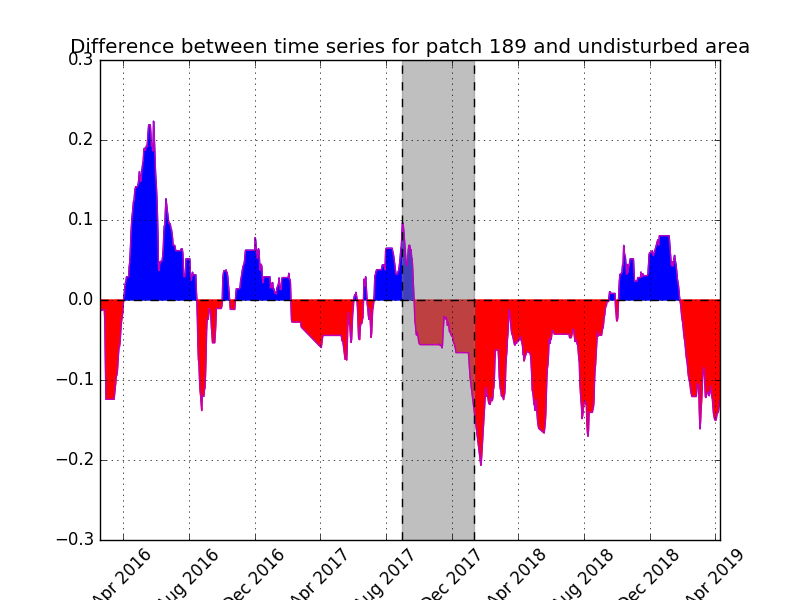 Difference between time series for patch 189 and undisturbed area
0.3
0.2
0.1
0.0
−0.1
−0.2
−0.3
Apr 2016
Aug 2016
Dec 2016
Apr 2017
Aug 2017
Dec 2017
Apr 2018
Aug 2018
Dec 2018
Apr 2019